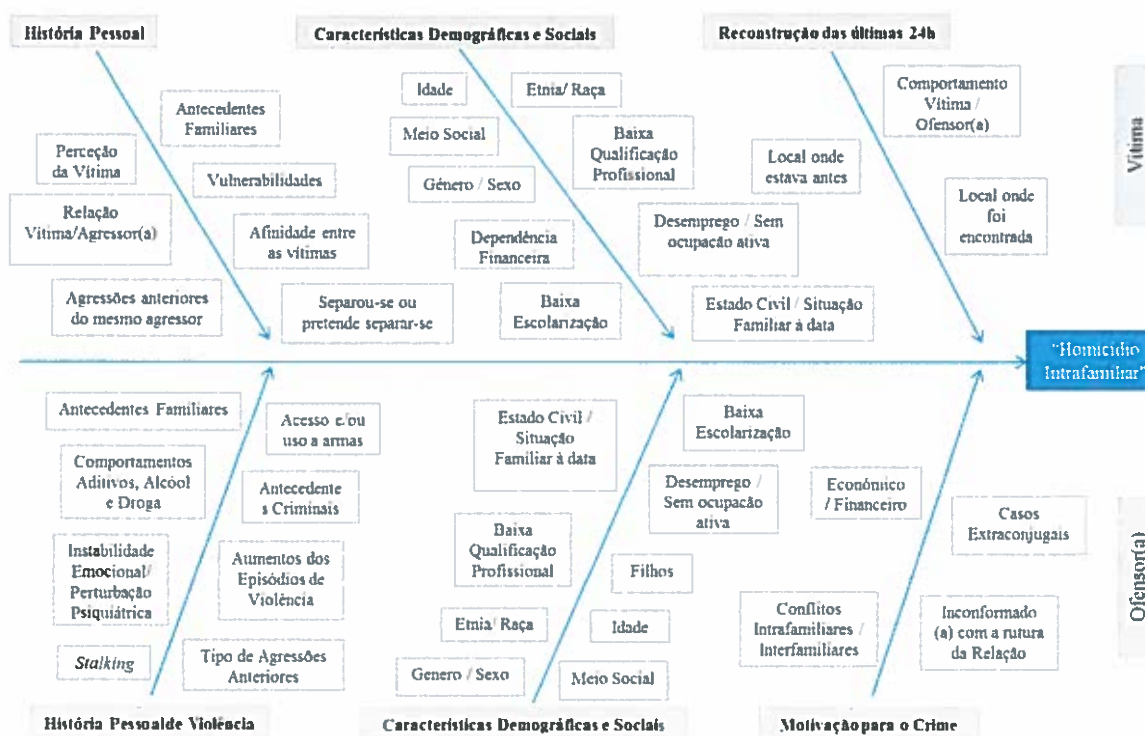 História Pessoal
Características Demográficas e Sociais
Reconstrução das últimas 24h
Antecedentes
Familiares
Perceção
da Vítima
Vulnerabilidades
Relação
Vítima/Agressor(a)
Afinidade entre
as vítimas
Agressões anteriores
do mesmo agressor
Separou-se ou
pretende separar-se
Idade
Etnia/ Raça
Meio Social
Baixa
Qualificação
Profissional
Género / Sexo
Dependência
Financeira
Desemprego / Sem
ocupação ativa
Baixa
Escolarização
Estado Civil / Situação
Familiar à data
Comportamento
Vítima /
Ofensor(a)
Local onde
estava antes
Local onde
foi
encontrada
Vítima
"Homicídio
Intrafamiliar"
Antecedentes Familiares
Acesso e/ou
uso a armas
Comportamentos
Aditivos, Alcóol
e Droga
Antecedente
s Criminais
Instabilidade
Emocional/
Perturbação
Psiquiátrica
Aumentos dos
Episódios de
Violência
Stalking
Tipo de Agressões
Anteriores
Estado Civil /
Situação
Familiar à data
Baixa
Escolarização
Desemprego /
Sem ocupação
ativa
Baixa
Qualificação
Profissional
Filhos
Etnia/ Raça
Idade
Genero / Sexo
Meio Social
Económico
/ Financeiro
Casos
Extraconjugais
Conflitos
Intrafamiliares /
Interfamiliares
Inconformado
(a) com a rutura
da Relação
Ofensor(a)
História Pessoalde Violência
Características Demográficas e Sociais
Motivação para o Crime